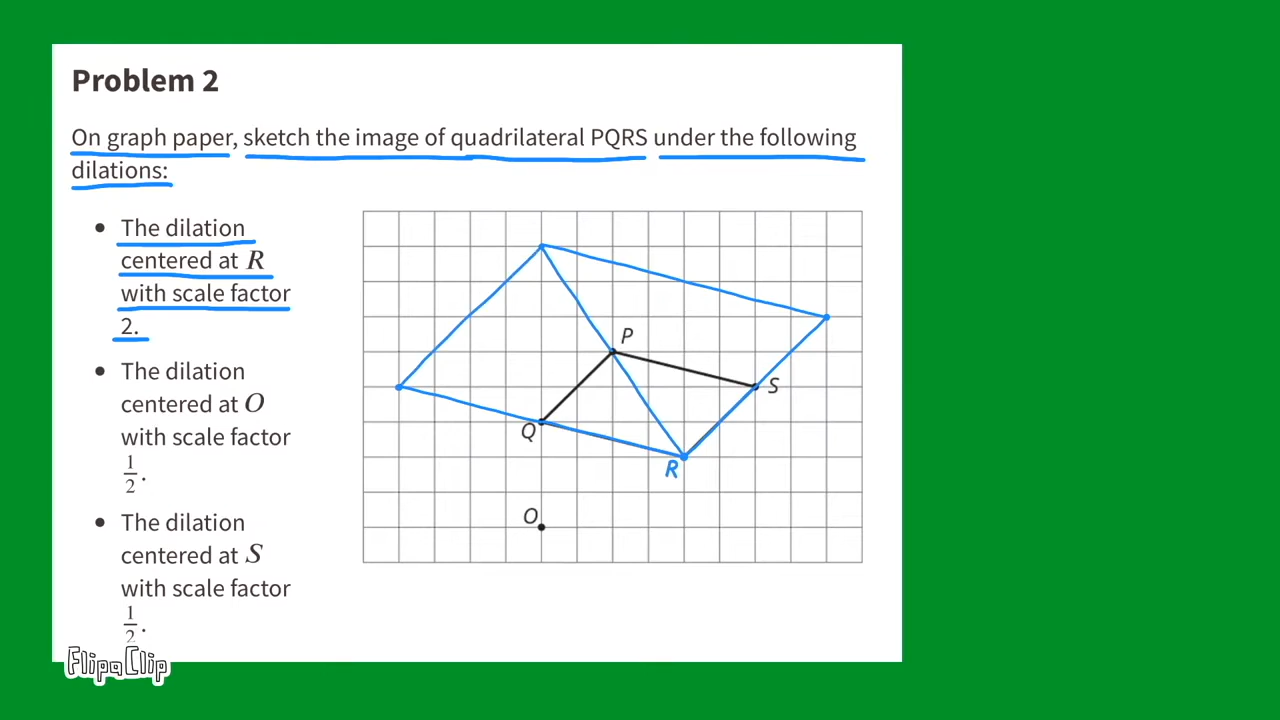 Problem 2
On graph paper, sketch the image of quadrilateral PQRS under the following
dilations:
• The dilation
centered at R
with scale factor
2.
• The dilation
centered at O
with scale factor
1/2.
• The dilation
centered at S
with scale factor
1/2.
P
S
Q
R
O
FlipaClip